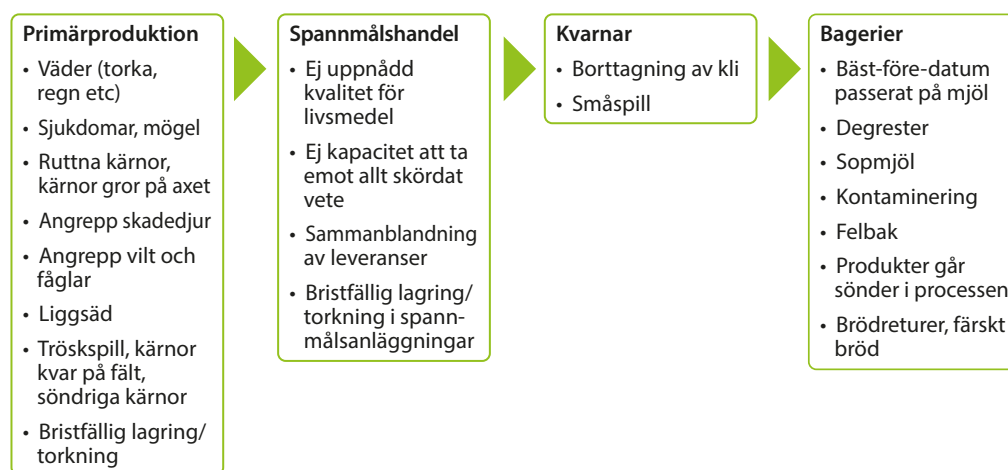 Primärproduktion
• Väder (torka,
regn etc)
• Sjukdomar, mögel
• Ruttna kärnor,
kärnor gror på axet
• Angrepp skadedjur
• Angrepp vilt och
fåglar
• Liggsäd
• Tröskspill, kärnor
kvar på fält,
söndriga kärnor
• Bristfällig lagring/
torkning
Spannmålshandel
• Ej uppnådd
kvalitet för
livsmedel
• Ej kapacitet att ta
emot allt skördat
vete
• Sammanblandning
av leveranser
• Bristfällig lagring/
torkning i spann-
målsanläggningar
Kvarnar
• Borttagning av kli
• Småspill
Bagerier
• Bäst-före-datum
passerat på mjöl
• Degrester
• Sopmjöl
• Kontaminering
• Felbak
• Produkter går
sönder i processen
• Brödreturer, färskt
bröd